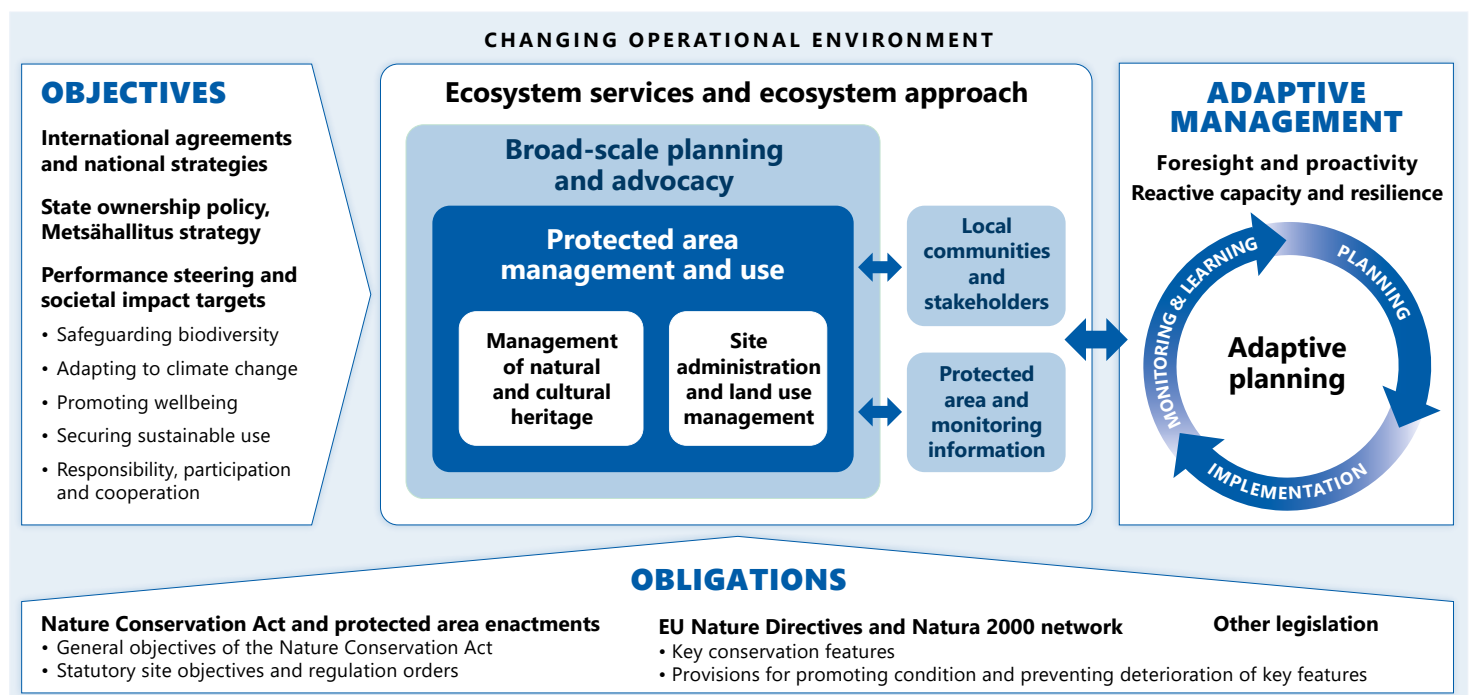 CHANGING OPERATIONAL ENVIRONMENT
OBJECTIVES
International agreements
and national strategies
State ownership policy,
Metsähallitus strategy
Performance steering and
societal impact targets
• Safeguarding biodiversity
• Adapting to climate change
• Promoting wellbeing
• Securing sustainable use
• Responsibility, participation
and cooperation
Ecosystem services and ecosystem approach
Broad-scale planning
and advocacy
Protected area
management and use
Management
of natural
and cultural
heritage
Site
administration
and land use
management
Local
communities
and
stakeholders
Protected
area and
monitoring
information
ADAPTIVE
MANAGEMENT
Foresight and proactivity
Reactive capacity and resilience
PLANNING
IMPLEMENTATION
MONITORING & LEARNING
Adaptive
planning
OBLIGATIONS
Nature Conservation Act and protected area enactments
• General objectives of the Nature Conservation Act
• Statutory site objectives and regulation orders
EU Nature Directives and Natura 2000 network
• Key conservation features
• Provisions for promoting condition and preventing deterioration of key features
Other legislation